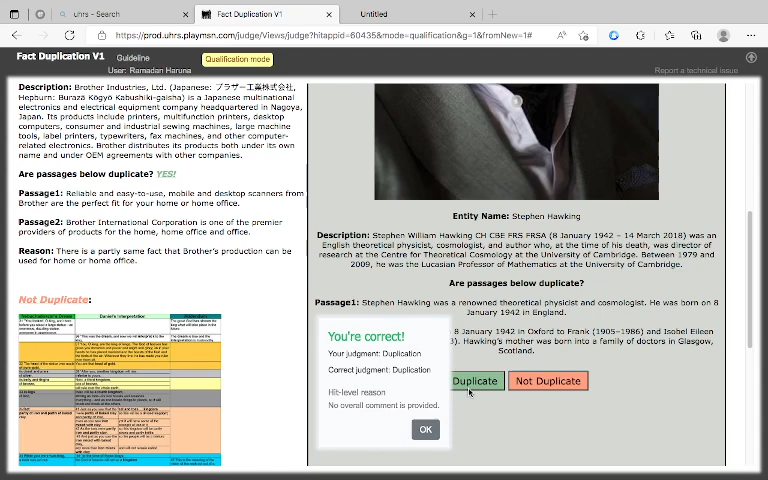 uhrs - Search
Fact Duplication V1
Untitled
https://prod.uhrs.playmsn.com/judge/Views/judge?hitappid=60435&mode=qualification&g=1&fromNew=1#
Fact Duplication V1
Guideline
Qualification mode
User: Ramadan Haruna
Report a technical issue
Description: Brother Industries, Ltd. (Japanese: ブラザー工業株式会社,
Hepburn: Burazā Kōgyō Kabushiki-gaisha) is a Japanese multinational
electronics and electrical equipment company headquartered in Nagoya,
Japan. Its products include printers, multifunction printers, desktop
computers, consumer and industrial sewing machines, large machine
tools, label printers, typewriters, fax machines, and other computer-
related electronics. Brother distributes its products both under its own
name and under OEM agreements with other companies.
Are passages below duplicate? YES!
Passage1: Reliable and easy-to-use, mobile and desktop scanners from
Brother are the perfect fit for your home or home office.
Passage2: Brother International Corporation is one of the premier
providers of products for the home, home office and office.
Reason: There is a partly same fact that Brother's production can be
used for home or home office.
Not Duplicate:
Daniel's Interpretation
Entity Name: Stephen Hawking
Description: Stephen William Hawking CH CBE FRS FRSA (8 January 1942 – 14 March 2018) was an
English theoretical physicist, cosmologist, and author who, at the time of his death, was director of
research at the Centre for Theoretical Cosmology at the University of Cambridge. Between 1979 and
2009, he was the Lucasian Professor of Mathematics at the University of Cambridge.
Are passages below duplicate?
Passage1: Stephen Hawking was a renowned theoretical physicist and cosmologist. He was born on 8
January 1942 in England.
8 January 1942 in Oxford to Frank (1905–1986) and Isobel Eileen
3). Hawking's mother was born into a family of doctors in Glasgow,
Scotland.
Duplicate
Not Duplicate
You're correct!
Your judgment: Duplication
Correct judgment: Duplication
Hit-level reason
No overall comment is provided.
OK